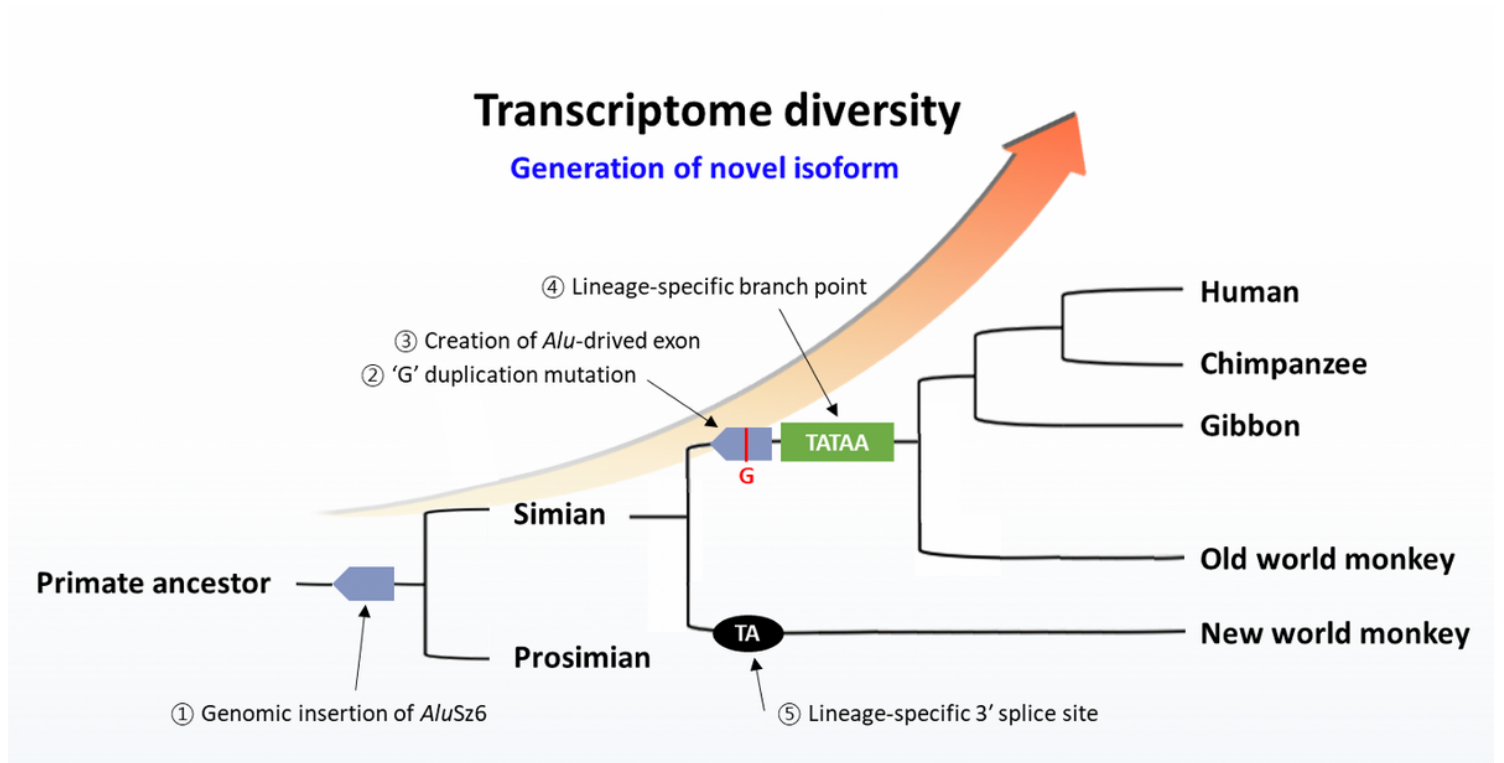 Transcriptome diversity
Generation of novel isoform
④ Lineage-specific branch point
③ Creation of Alu-drived exon
② ‘G’ duplication mutation
TATAA
G
Human
Chimpanzee
Gibbon
Simian
Old world monkey
Primate ancestor
TA
New world monkey
Prosimian
① Genomic insertion of AluSz6
⑤ Lineage-specific 3’ splice site